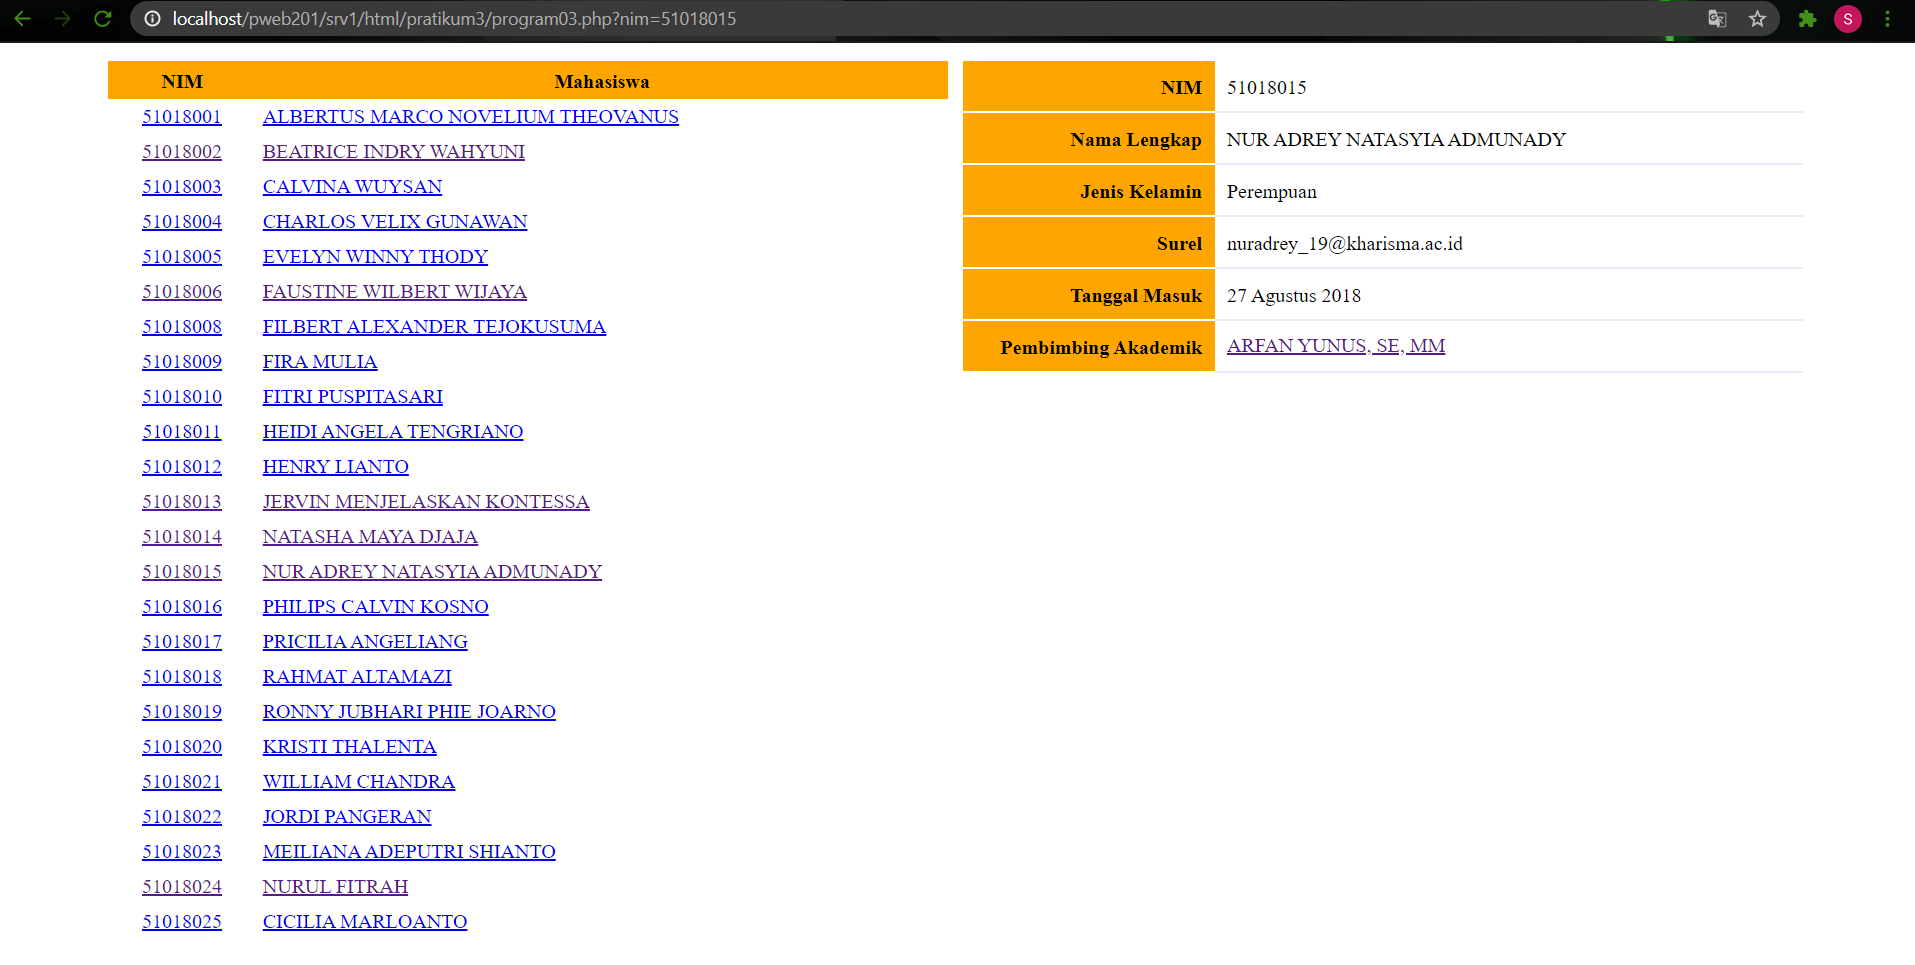 localhost/pweb201/srv1/html/pratikum3/program03.php?nim=51018015
S
NIM Mahasiswa
51018001 ALBERTUS MARCO NOVELIUM THEOVANUS
51018002 BEATRICE INDRY WAHYUNI
51018003 CALVINA WUYSAN
51018004 CHARLOS VELIX GUNAWAN
51018005 EVELYN WINNY THODY
51018006 FAUSTINE WILBERT WIJAYA
51018008 FILBERT ALEXANDER TEJOKUSUMA
51018009 FIRA MULIA
51018010 FITRI PUSPITASARI
51018011 HEIDI ANGELA TENGRIANO
51018012 HENRY LIANTO
51018013 JERVIN MENJELASKAN KONTESSA
51018014 NATASHA MAYA DJAJA
51018015 NUR ADREY NATASYIA ADMUNADY
51018016 PHILIPS CALVIN KOSNO
51018017 PRICILIA ANGELIANG
51018018 RAHMAT ALTAMAZI
51018019 RONNY JUBHARI PHIE JOARNO
51018020 KRISTI THALENTA
51018021 WILLIAM CHANDRA
51018022 JORDI PANGERAN
51018023 MEILIANA ADEPUTRI SHIANTO
51018024 NURUL FITRAH
51018025 CICILIA MARLOANTO
NIM 51018015
Nama Lengkap NUR ADREY NATASYIA ADMUNADY
Jenis Kelamin Perempuan
Surel nuradrey_19@kharisma.ac.id
Tanggal Masuk 27 Agustus 2018
Pembimbing Akademik ARFAN YUNUS, SE, MM